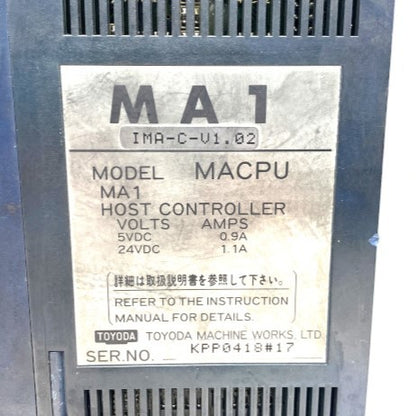 MA1
IMA-C-V1.02
MODEL MACPU
MA1
HOST CONTROLLER
VOLTS AMPS
5VDC 0.9A
24VDC 1.1A
詳細は取扱説明書を参照して下さい。
REFER TO THE INSTRUCTION
MANUAL FOR DETAILS.
TOYODA TOYODA MACHINE WORKS, LTD.
SER.NO. KPP0418#17